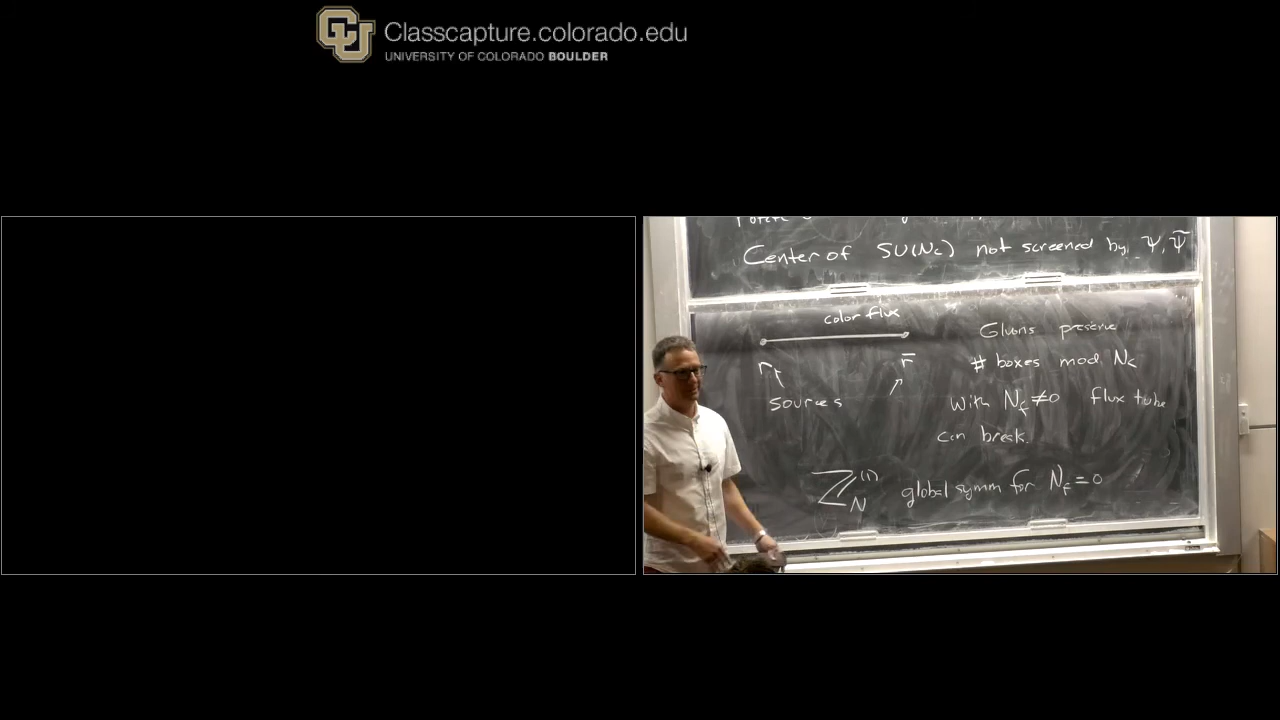 Classcapture.colorado.edu
UNIVERSITY OF COLORADO BOULDER
Center of SU(Nc) not screened by Ψ, Ψ̃
color flux
r r̄
sources
Gluons preserve
# boxes mod Nc
with Nf≠0 flux tube
can break.
ℤN(1) global symm for Nf=0